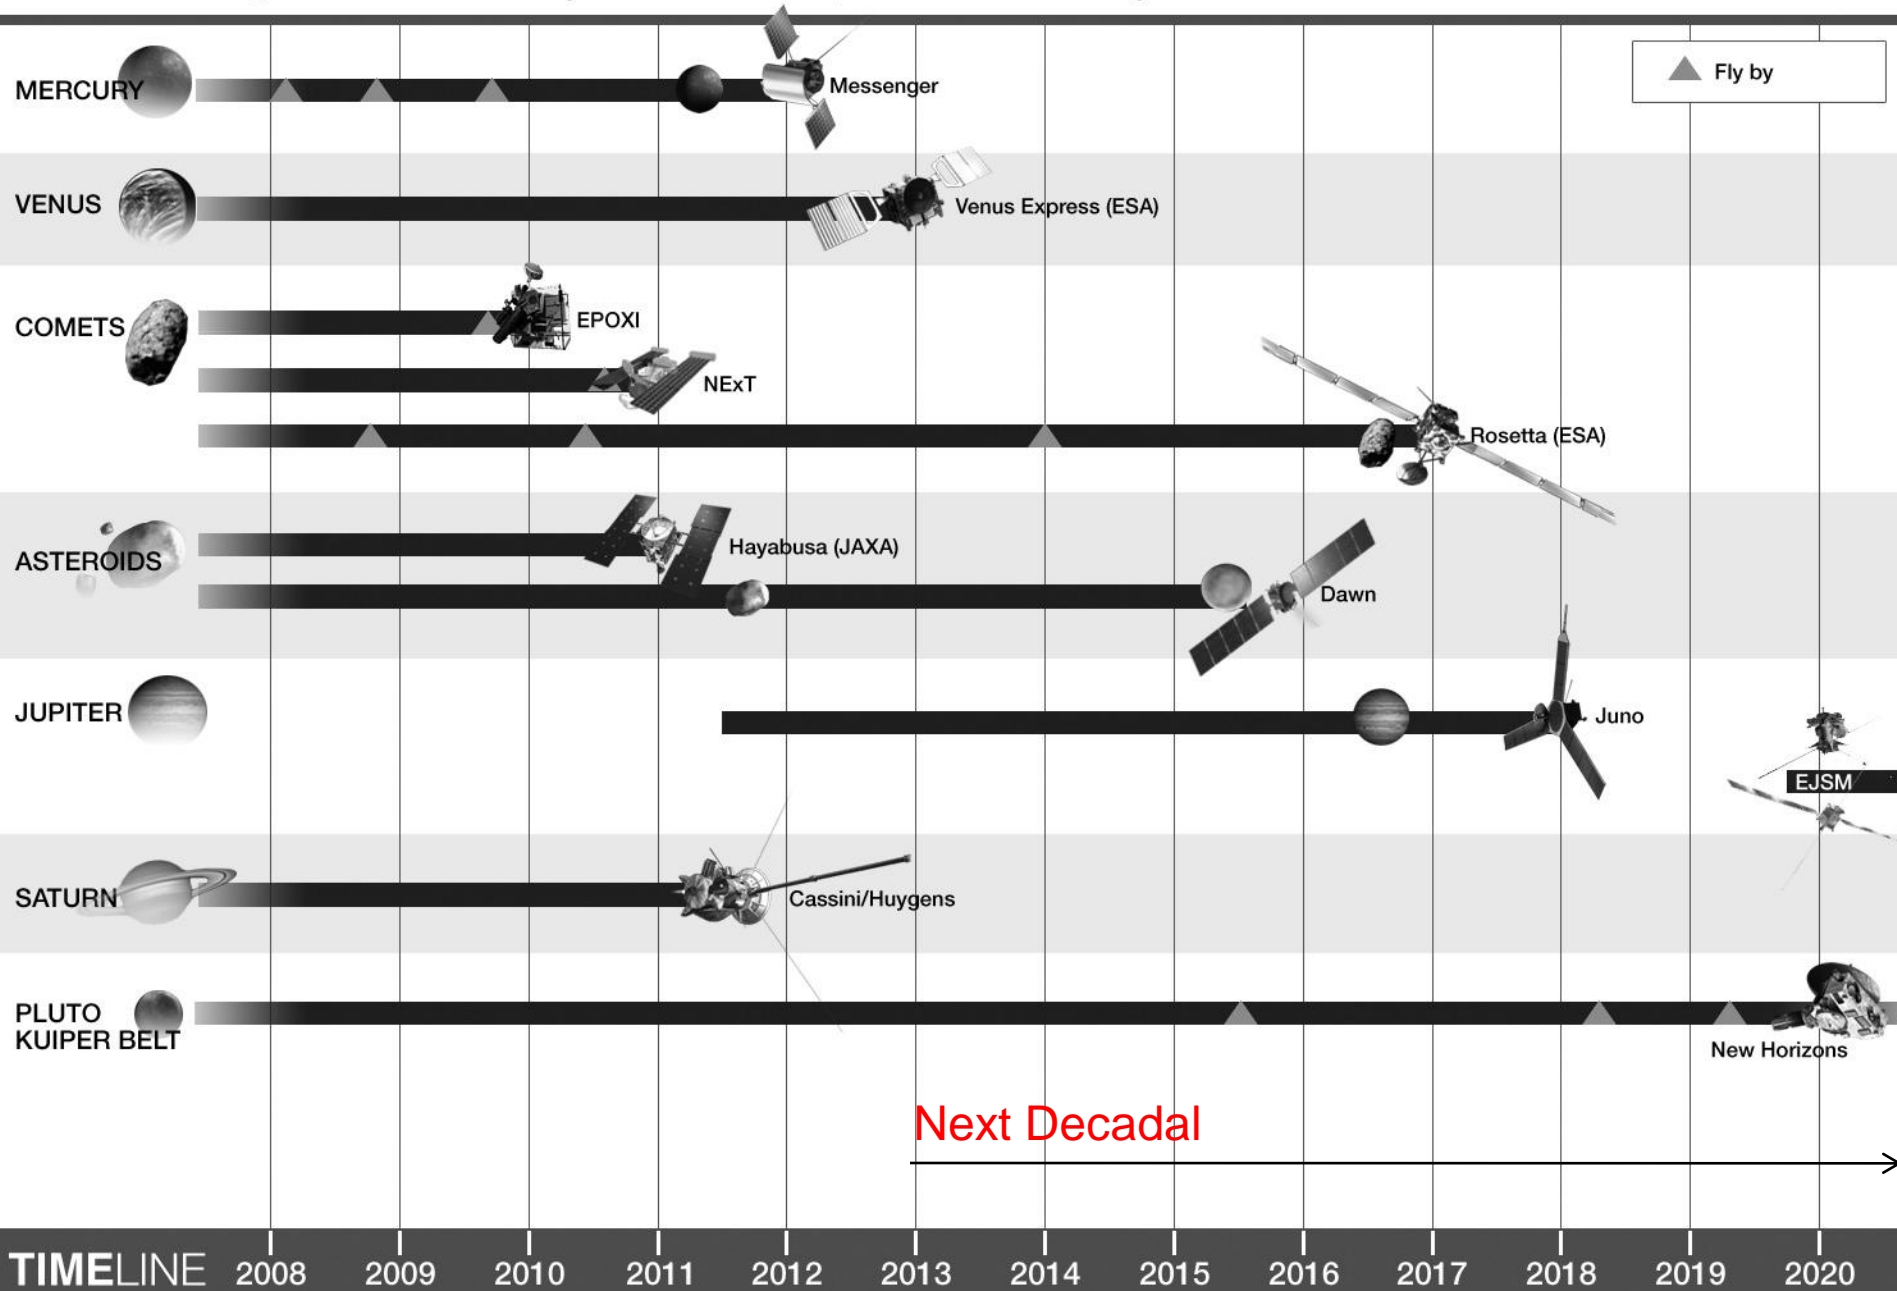 Fly by
MERCURY
Messenger
VENUS
Venus Express (ESA)
COMETS
EPOXI
NExT
Rosetta (ESA)
ASTEROIDS
Hayabusa (JAXA)
Dawn
JUPITER
Juno
EJSM
SATURN
Cassini/Huygens
PLUTO
KUIPER BELT
New Horizons
Next Decadal
TIMELINE 2008 2009 2010 2011 2012 2013 2014 2015 2016 2017 2018 2019 2020